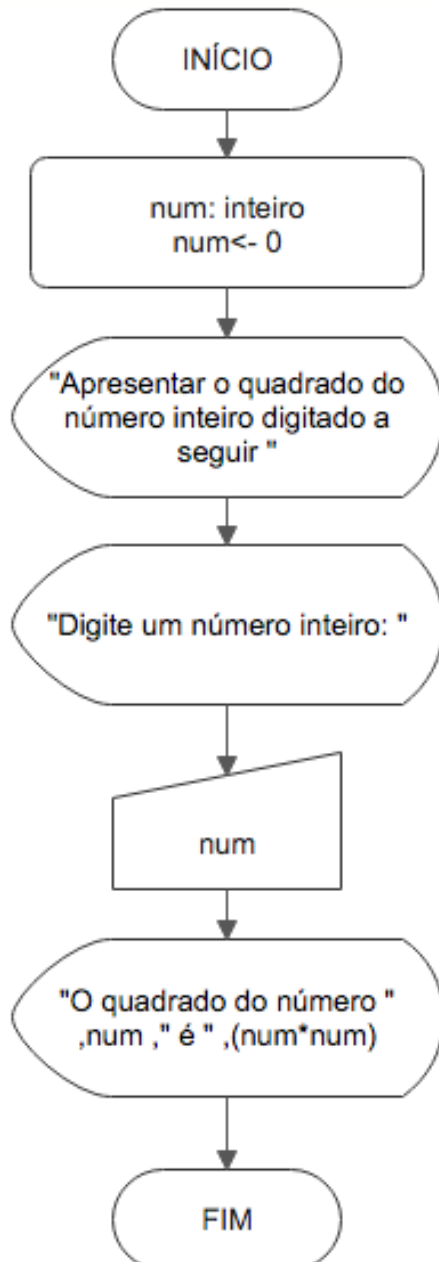 INÍCIO
num: inteiro
num<- 0
"Apresentar o quadrado do
número inteiro digitado a
seguir "
"Digite um número inteiro: "
num
"O quadrado do número "
,num ," é " ,(num*num)
FIM